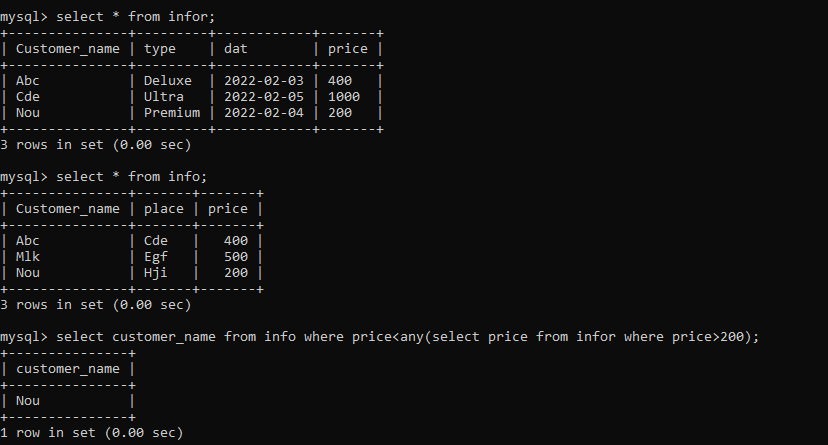 mysql> select * from infor;
+---------------+---------+------------+-------+
| Customer_name | type    | dat        | price |
+---------------+---------+------------+-------+
| Abc           | Deluxe  | 2022-02-03 | 400   |
| Cde           | Ultra   | 2022-02-05 | 1000  |
| Nou           | Premium | 2022-02-04 | 200   |
+---------------+---------+------------+-------+
3 rows in set (0.00 sec)
mysql> select * from info;
+---------------+-------+-------+
| Customer_name | place | price |
+---------------+-------+-------+
| Abc           | Cde   |   400 |
| Mlk           | Egf   |   500 |
| Nou           | Hji   |   200 |
+---------------+-------+-------+
3 rows in set (0.00 sec)
mysql> select customer_name from info where price<any(select price from infor where price>200);
+---------------+
| customer_name |
+---------------+
| Nou           |
+---------------+
1 row in set (0.00 sec)